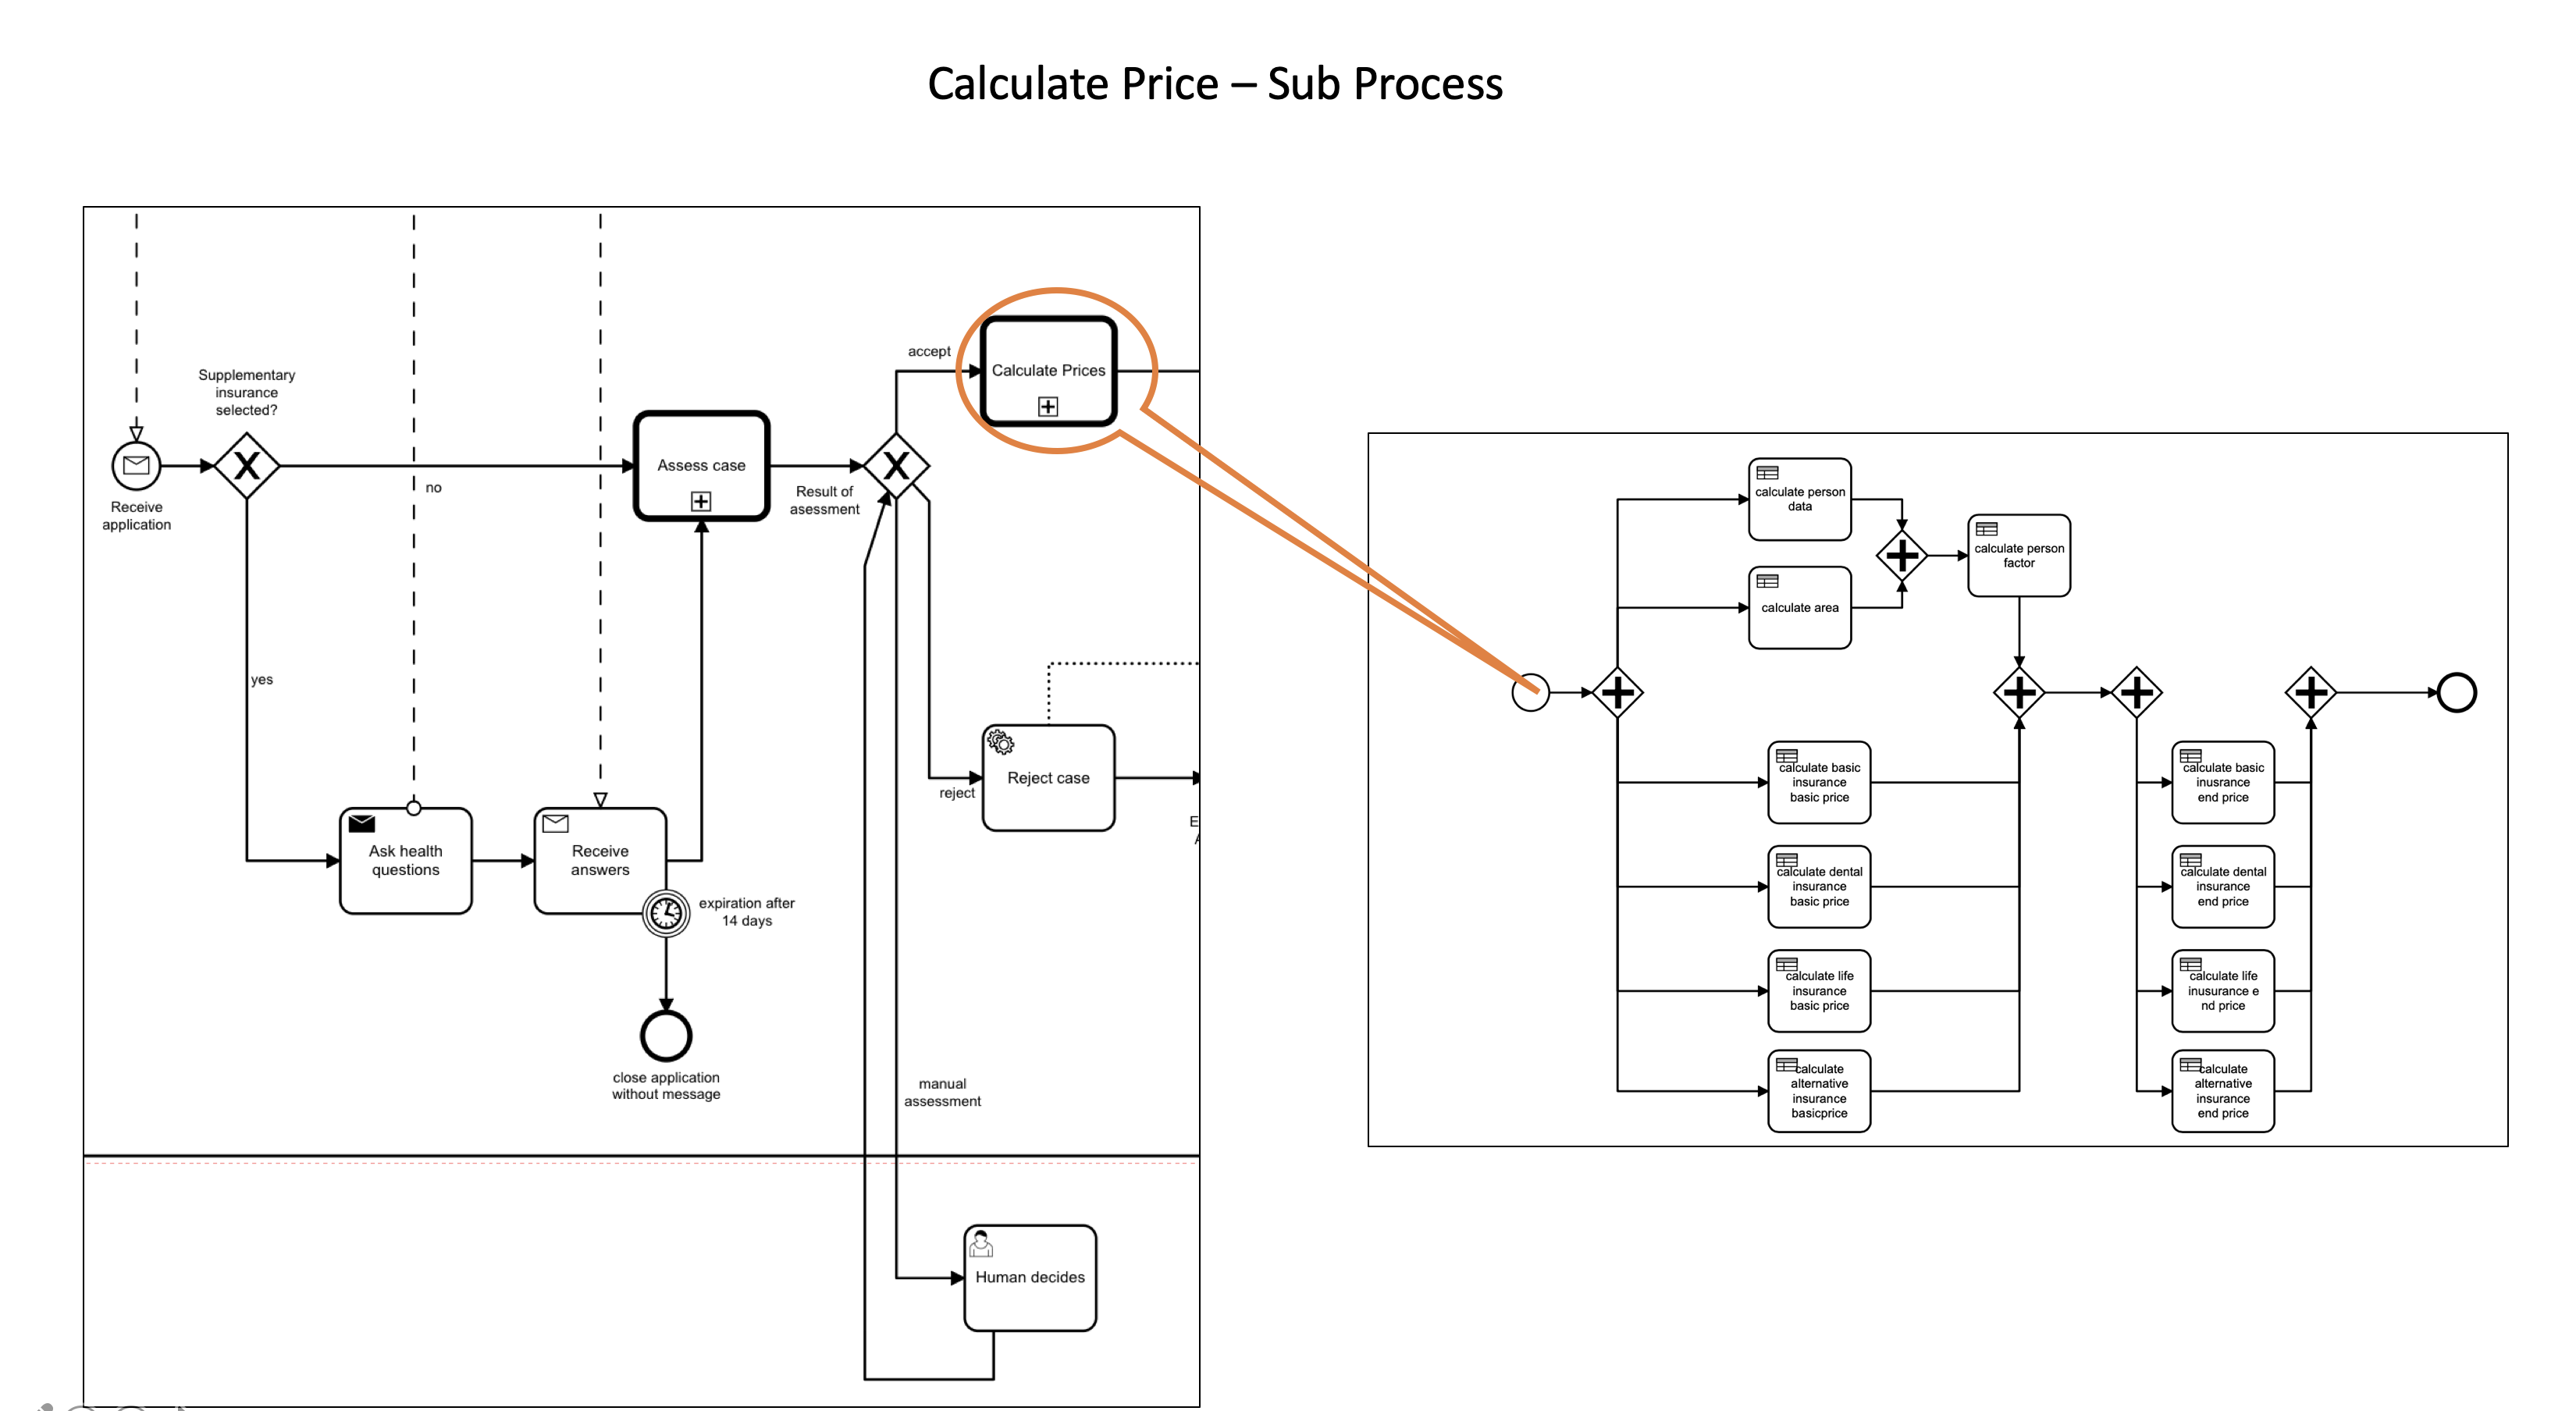 Calculate Price – Sub Process
Supplementary
insurance
selected?
Receive
application
no
yes
Assess case
Result of
asessment
accept
Calculate Prices
reject
Reject case
Ask health
questions
Receive
answers
expiration after
14 days
close application
without message
manual
assessment
E
A
Human decides
calculate person
data
calculate area
calculate person
factor
calculate basic
insurance
basic price
calculate dental
insurance
basic price
calculate life
insurance
basic price
calculate
alternative
insurance
basicprice
calculate basic
inusrance
end price
calculate dental
insurance
end price
calculate life
inusurance e
nd price
calculate
alternative
insurance
end price